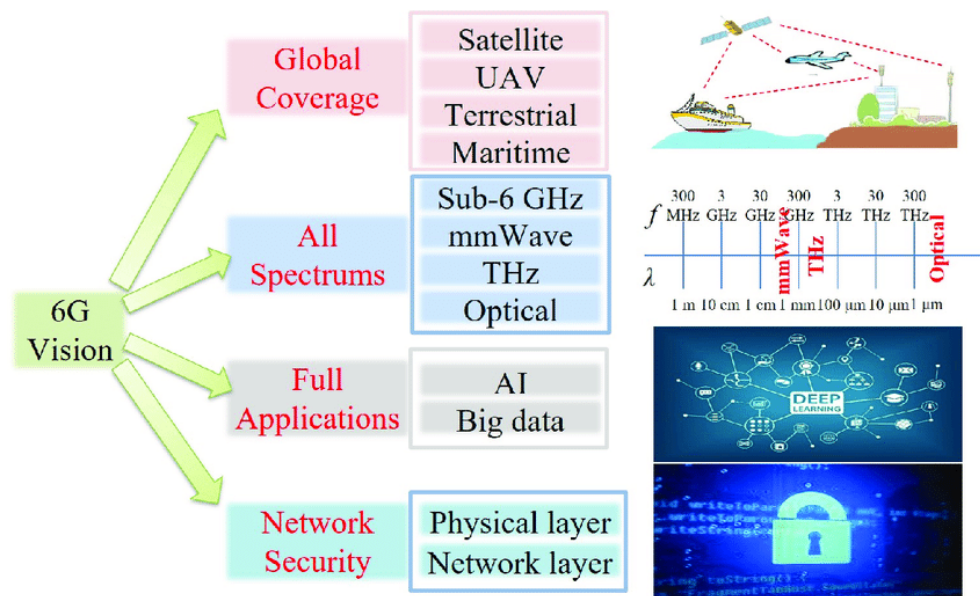 6G
Vision
Global
Coverage
Satellite
UAV
Terrestrial
Maritime
All
Spectrums
Sub-6 GHz
mmWave
THz
Optical
Full
Applications
AI
Big data
Network
Security
Physical layer
Network layer
300 3 30 300 3 30 300
f MHz GHz GHz GHz THz THz THz
mmWave
THz
Optical
λ
1 m 10 cm 1 cm 1 mm 100 μm 10 μm 1 μm
DEEP
LEARNING